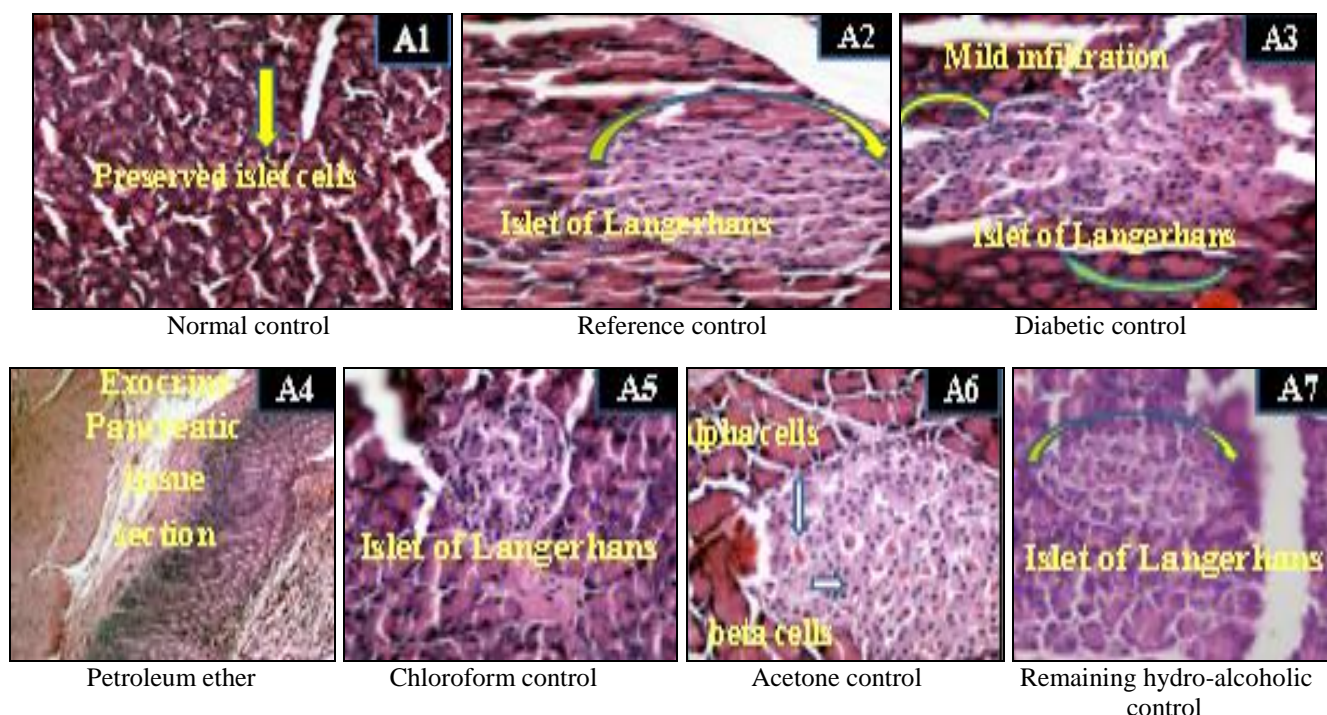 A1
Preserved islet cells
Normal control
A2
Islet of Langerhans
Reference control
A3
Mild infiltration
Islet of Langerhans
Diabetic control
A4
Exocrine
Pancreatic
tissue
section
Petroleum ether
A5
Islet of Langerhans
Chloroform control
A6
alpha cells
beta cells
Acetone control
A7
Islet of Langerhans
Remaining hydro-alcoholic
control